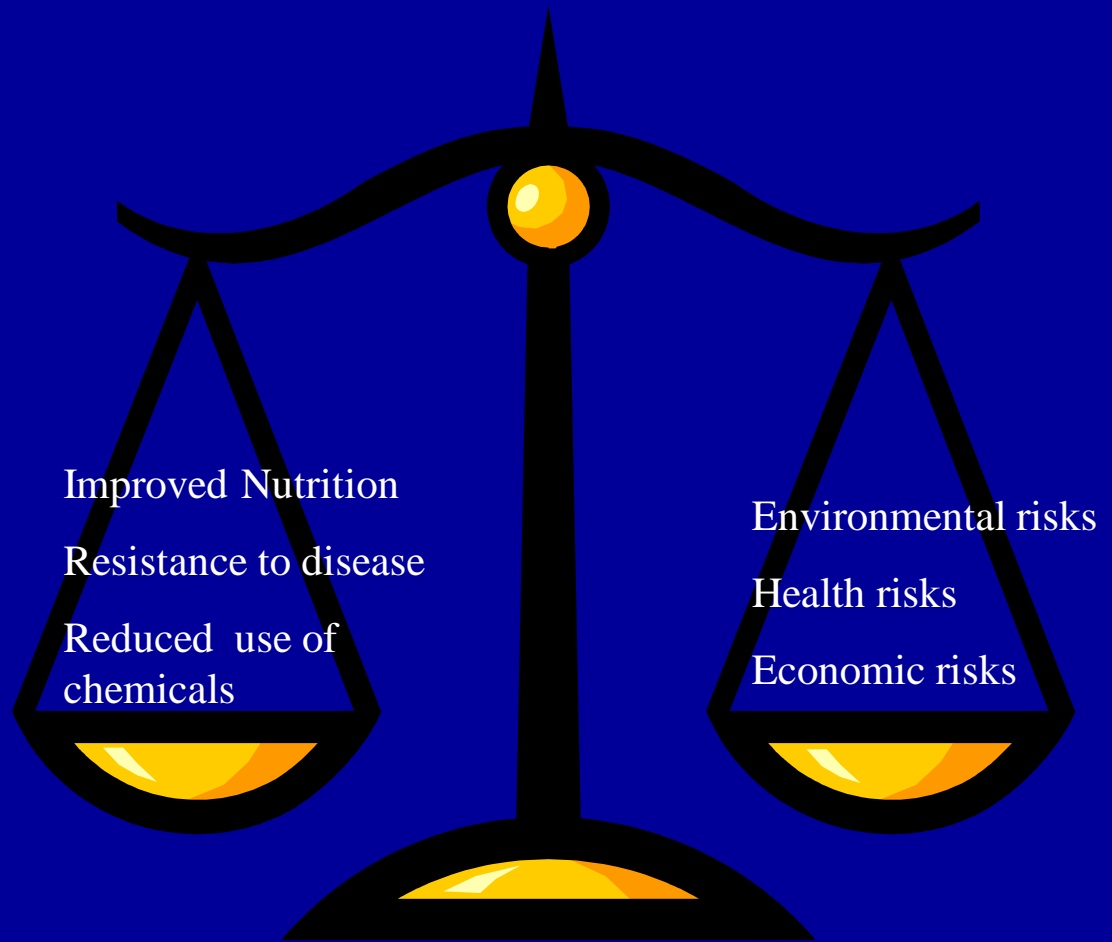 Improved Nutrition
Resistance to disease
Reduced  use of
chemicals
Environmental risks
Health risks
Economic risks